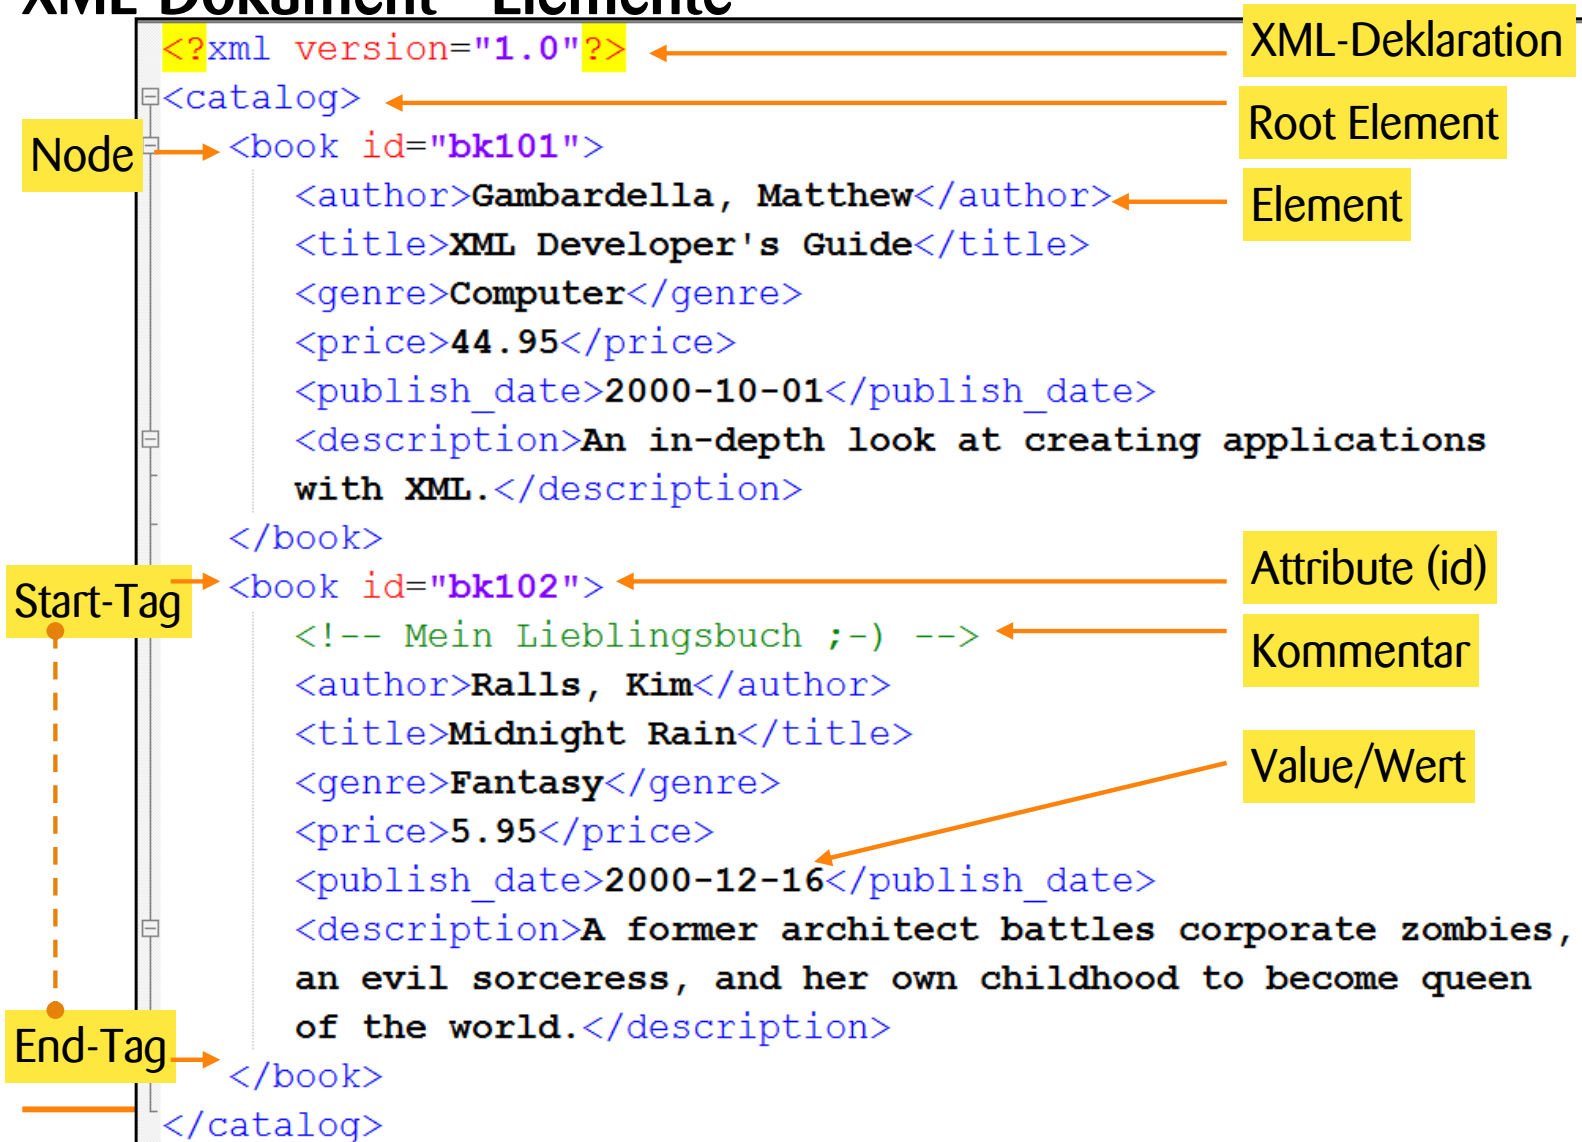 XML-Dokument - Elemente
<?xml version="1.0"?>
XML-Deklaration
<catalog>
Root Element
Node
<book id="bk101">
<author>Gambardella, Matthew</author>
Element
<title>XML Developer's Guide</title>
<genre>Computer</genre>
<price>44.95</price>
<publish_date>2000-10-01</publish_date>
<description>An in-depth look at creating applications
with XML.</description>
</book>
Start-Tag
<book id="bk102">
Attribute (id)
<!-- Mein Lieblingsbuch ;-) -->
Kommentar
<author>Ralls, Kim</author>
<title>Midnight Rain</title>
<genre>Fantasy</genre>
Value/Wert
<price>5.95</price>
<publish_date>2000-12-16</publish_date>
<description>A former architect battles corporate zombies,
an evil sorceress, and her own childhood to become queen
of the world.</description>
End-Tag
</book>
</catalog>